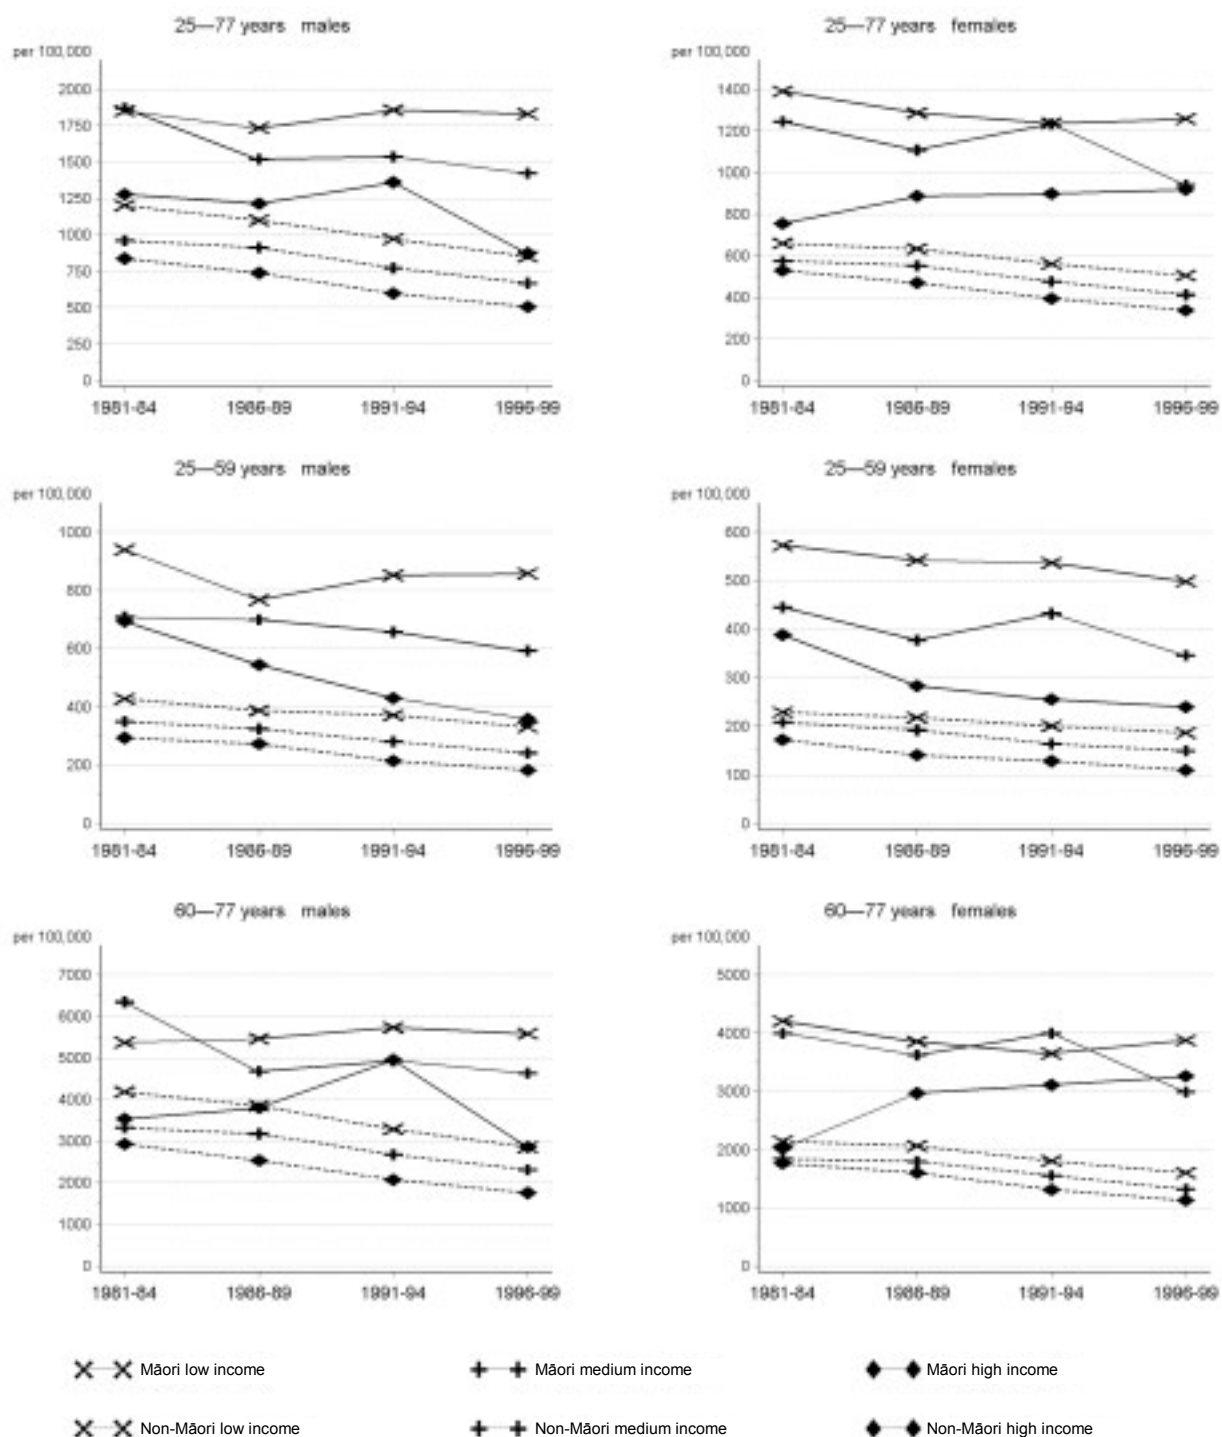 25—77 years males
25—77 years females
per 100,000
per 100,000
2000
1750
1500
1250
1000
750
500
250
0
1981-84 1986-89 1991-94 1996-99
1400
1200
1000
800
600
400
200
0
1981-84 1986-89 1991-94 1996-99
25—59 years males
25—59 years females
per 100,000
per 100,000
1000
800
600
400
200
0
1981-84 1986-89 1991-94 1996-99
600
500
400
300
200
100
0
1981-84 1986-89 1991-94 1996-99
60—77 years males
60—77 years females
per 100,000
per 100,000
7000
6000
5000
4000
3000
2000
1000
0
1981-84 1986-89 1991-94 1996-99
5000
4000
3000
2000
1000
0
1981-84 1986-89 1991-94 1996-99
Māori low income Māori medium income Māori high income
Non-Māori low income Non-Māori medium income Non-Māori high income